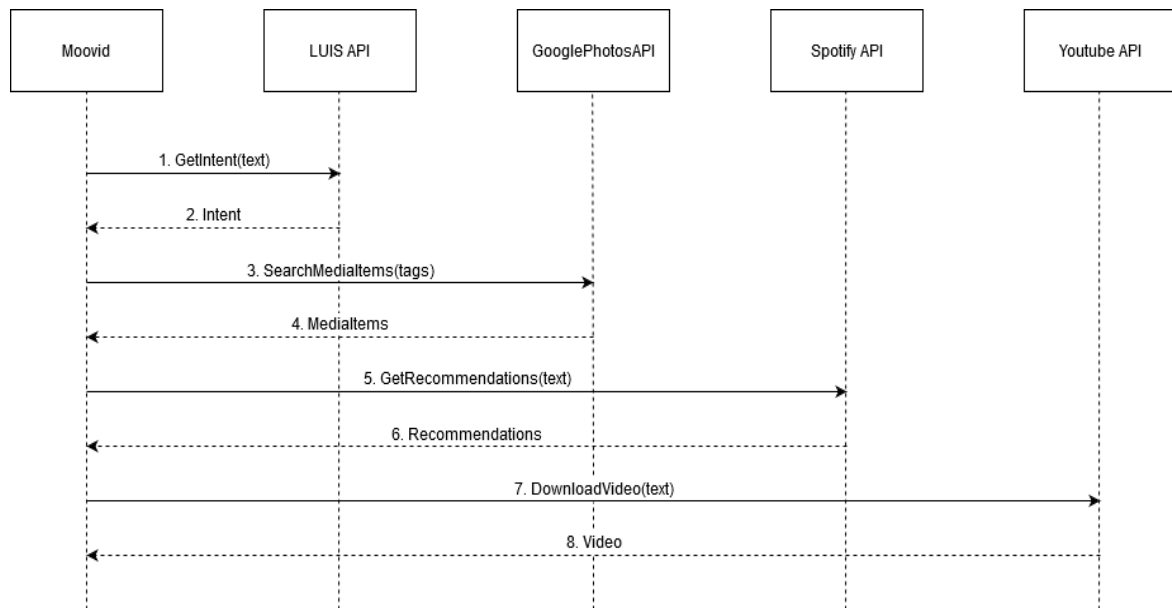 Moovid
LUIS API
GooglePhotosAPI
Spotify API
Youtube API
1. GetIntent(text)
2. Intent
3. SearchMediaItems(tags)
4. MediaItems
5. GetRecommendations(text)
6. Recommendations
7. DownloadVideo(text)
8. Video